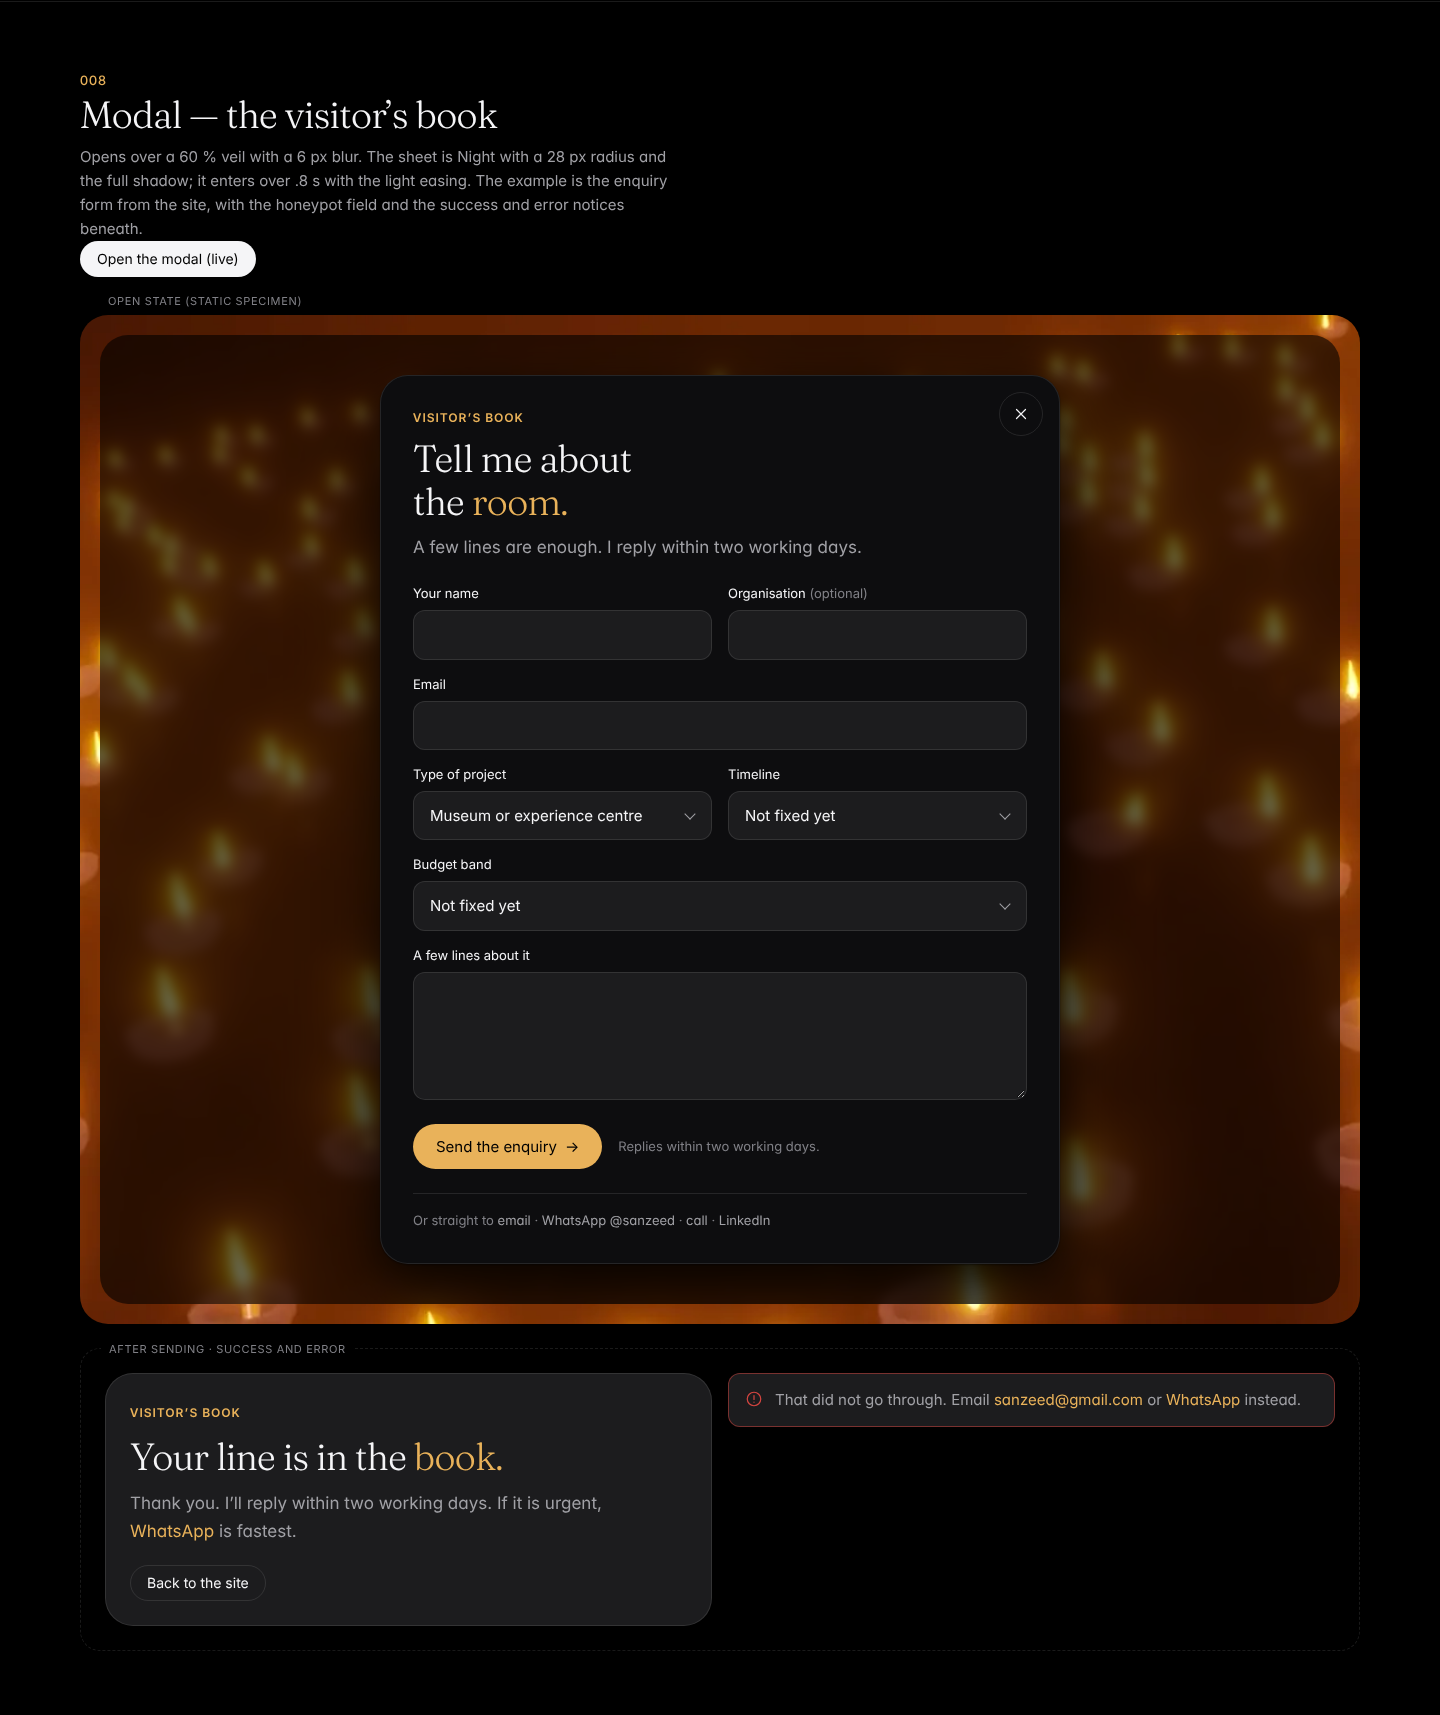 008
Modal — the visitor’s book
Opens over a 60 % veil with a 6 px blur. The sheet is Night with a 28 px radius and
the full shadow; it enters over .8 s with the light easing. The example is the enquiry
form from the site, with the honeypot field and the success and error notices
beneath.
Open the modal (live)
OPEN STATE (STATIC SPECIMEN)
VISITOR’S BOOK
Tell me about
the room.
A few lines are enough. I reply within two working days.
Your name
Organisation (optional)
Email
Type of project
Timeline
Museum or experience centre
Not fixed yet
Budget band
Not fixed yet
A few lines about it
Send the enquiry →
Replies within two working days.
Or straight to email · WhatsApp @sanzeed · call · LinkedIn
AFTER SENDING · SUCCESS AND ERROR
VISITOR’S BOOK
Your line is in the book.
Thank you. I’ll reply within two working days. If it is urgent,
WhatsApp is fastest.
Back to the site
That did not go through. Email sanzeed@gmail.com or WhatsApp instead.